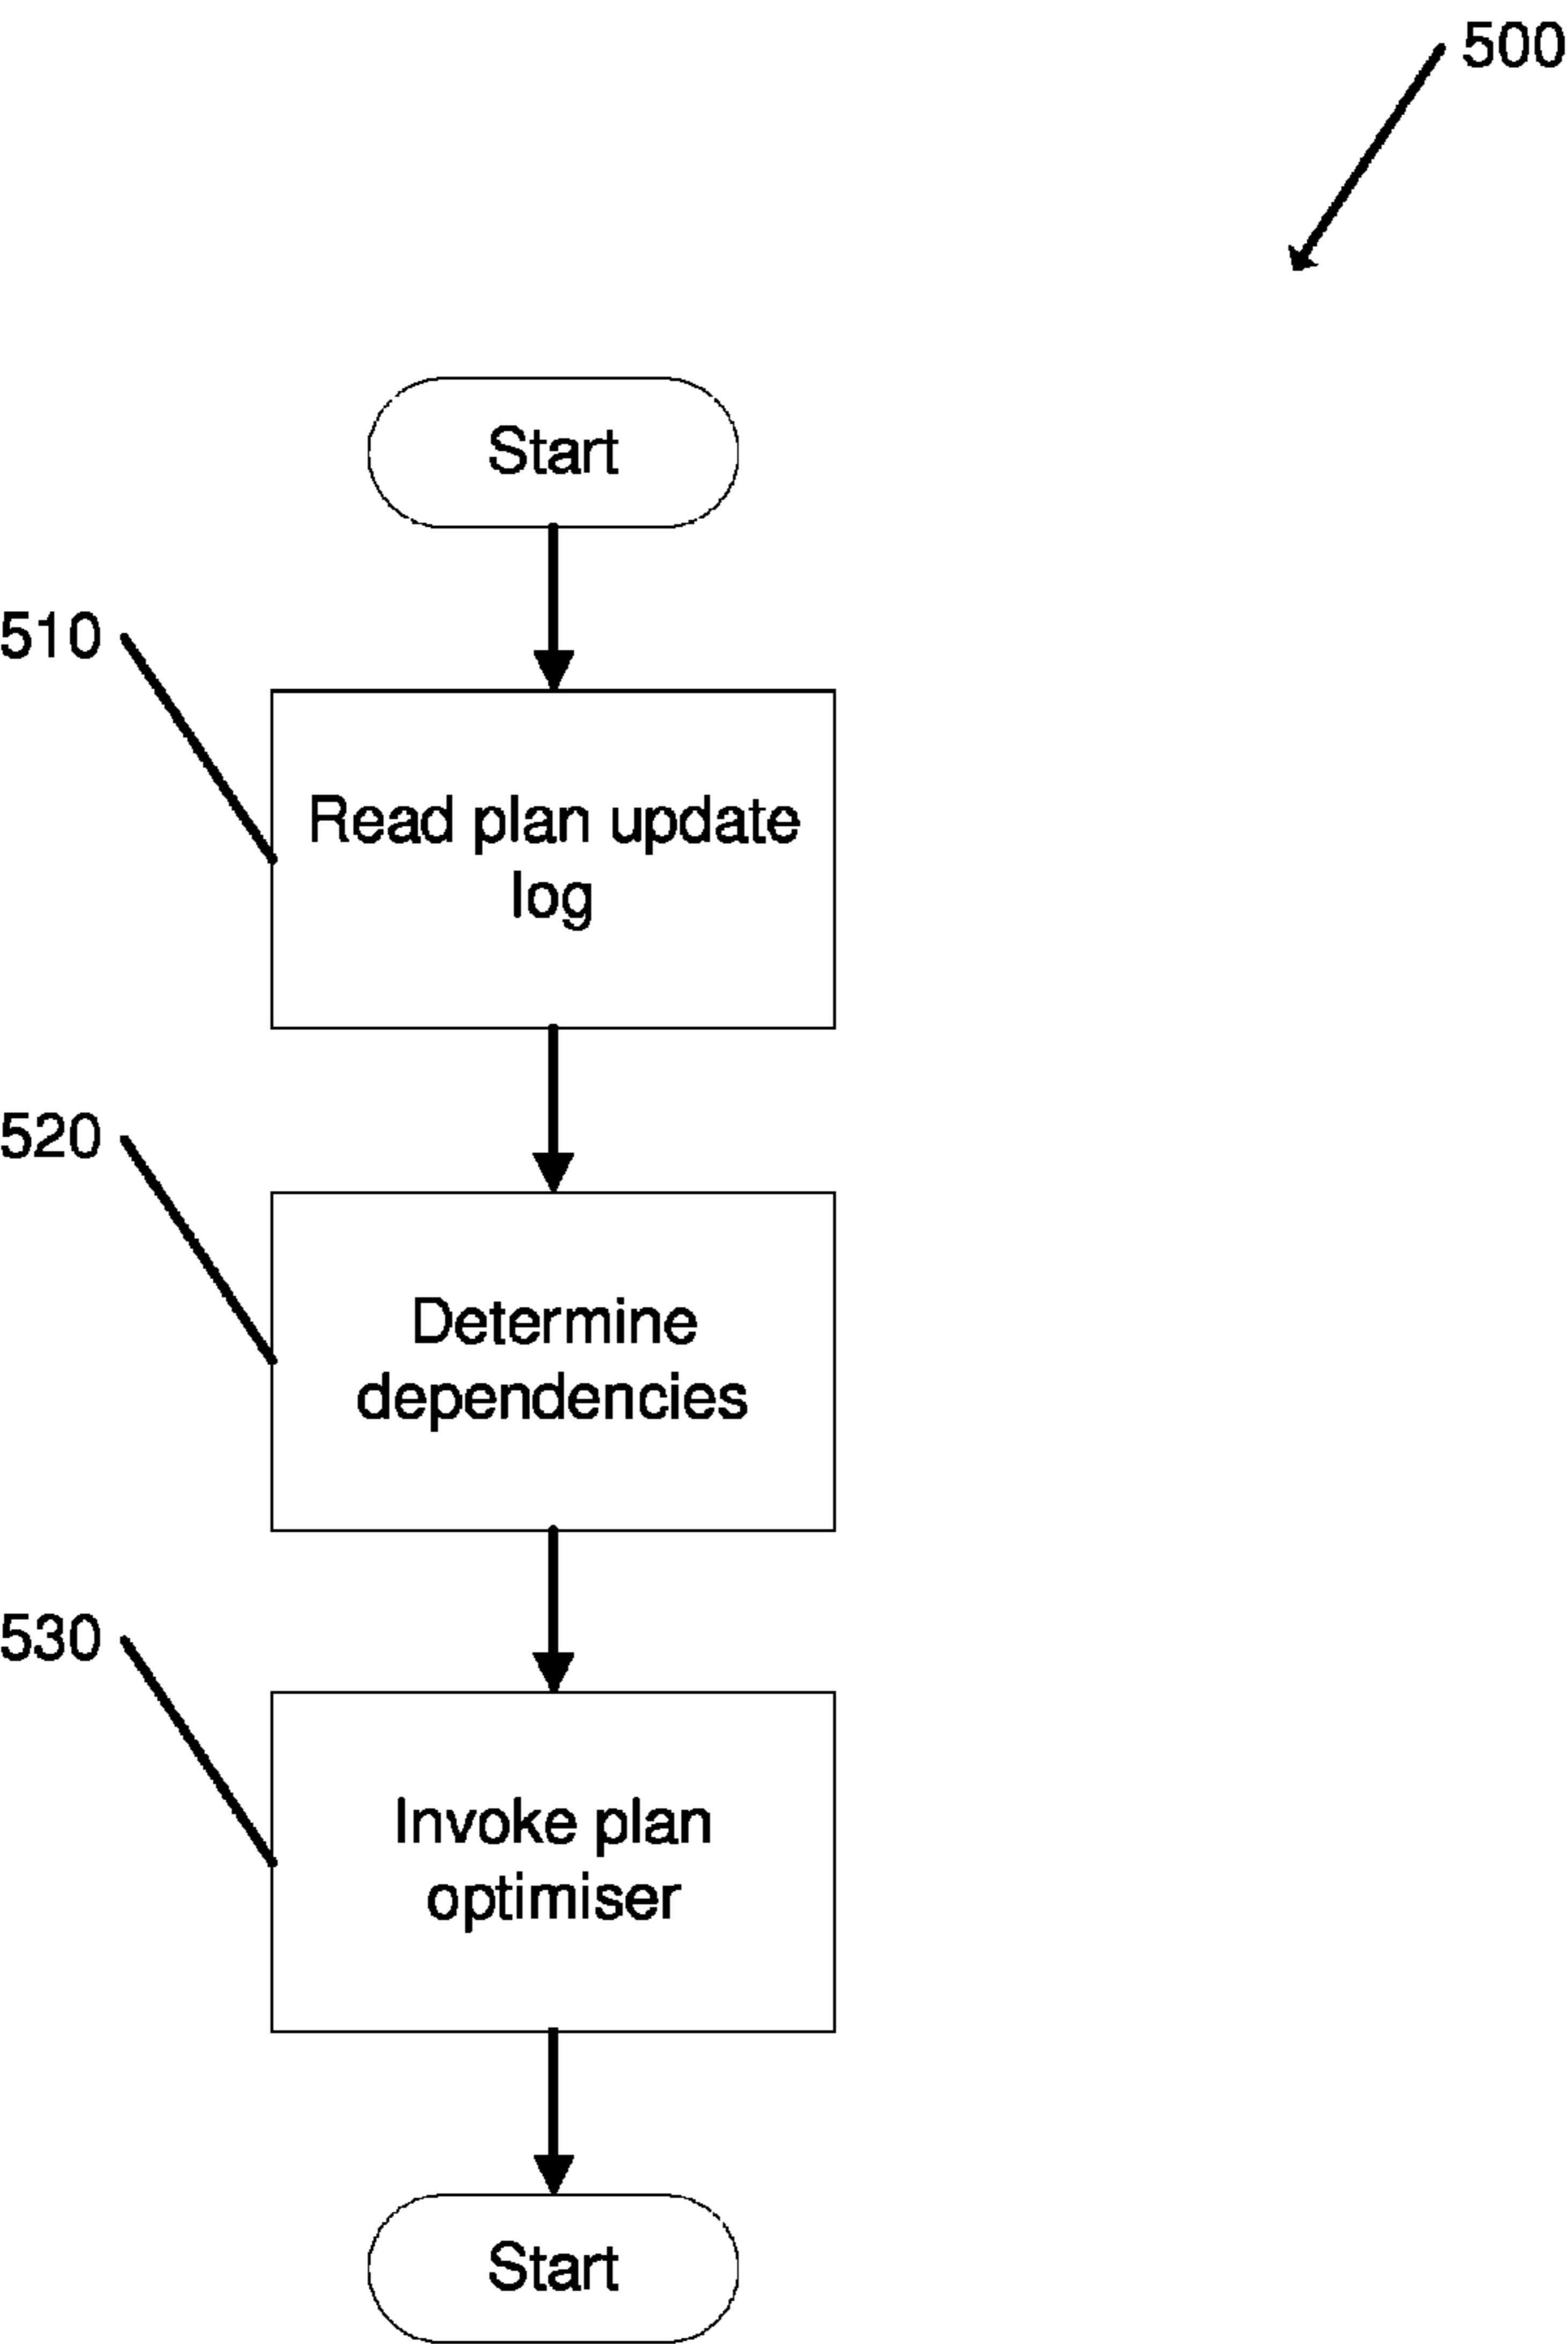 500
Start
510
Read plan update
log
520
Determine
dependencies
530
Invoke plan
optimiser
Start